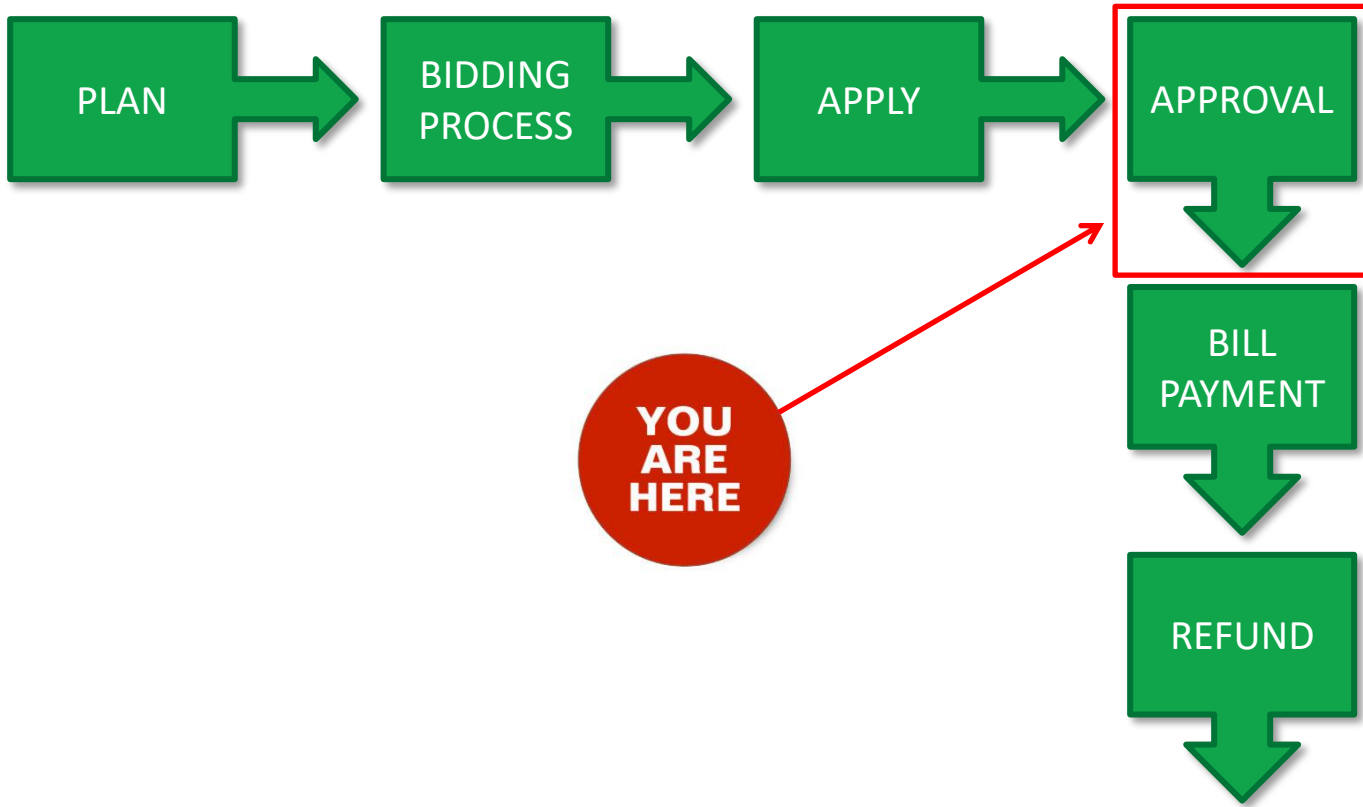 PLAN
BIDDING
PROCESS
APPLY
APPROVAL
BILL
PAYMENT
YOU
ARE
HERE
REFUND